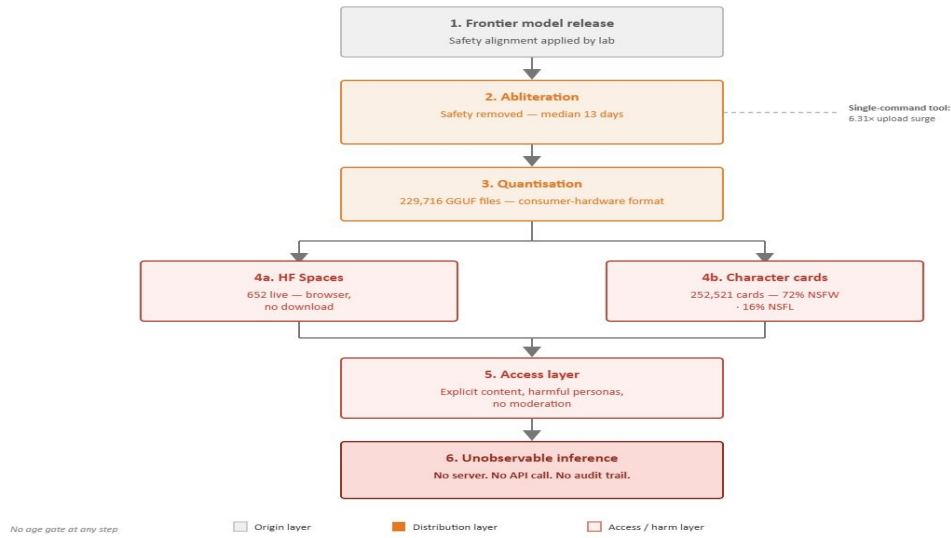 1. Frontier model release
Safety alignment applied by lab
2. Abliteration
Safety removed — median 13 days
Single-command tool:
6.31× upload surge
3. Quantisation
229,716 GGUF files — consumer-hardware format
4a. HF Spaces
652 live — browser,
no download
4b. Character cards
252,521 cards — 72% NSFW
· 16% NSFL
5. Access layer
Explicit content, harmful personas,
no moderation
6. Unobservable inference
No server. No API call. No audit trail.
No age gate at any step
Origin layer
Distribution layer
Access / harm layer